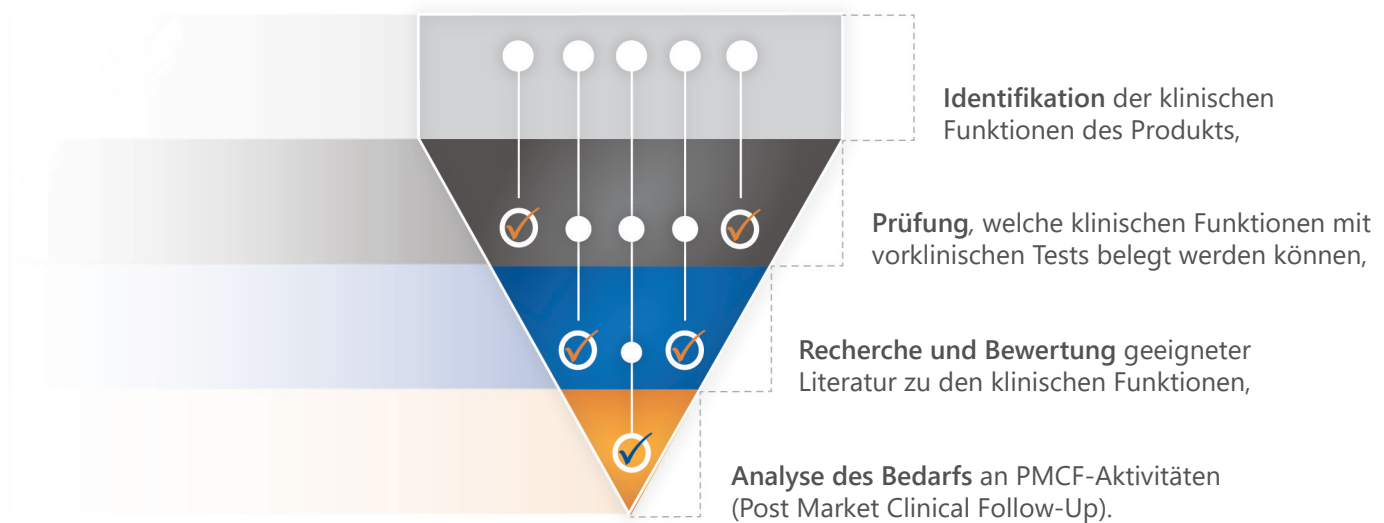 Identifikation der klinischen
Funktionen des Produkts,
Prüfung, welche klinischen Funktionen mit
vorklinischen Tests belegt werden können,
Recherche und Bewertung geeigneter
Literatur zu den klinischen Funktionen,
Analyse des Bedarfs an PMCF-Aktivitäten
(Post Market Clinical Follow-Up).